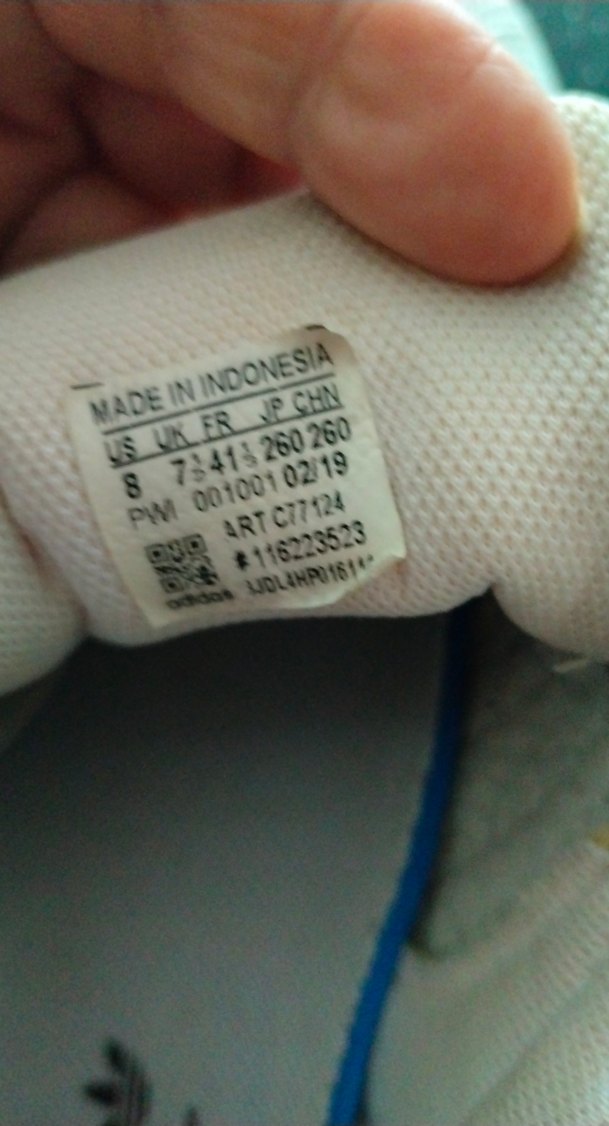 MADE IN INDONESIA
US UK FR JP CHN
8 7½ 41⅓ 260 260
PWI 001001 02/19
ART C77124
#116223523
adidas